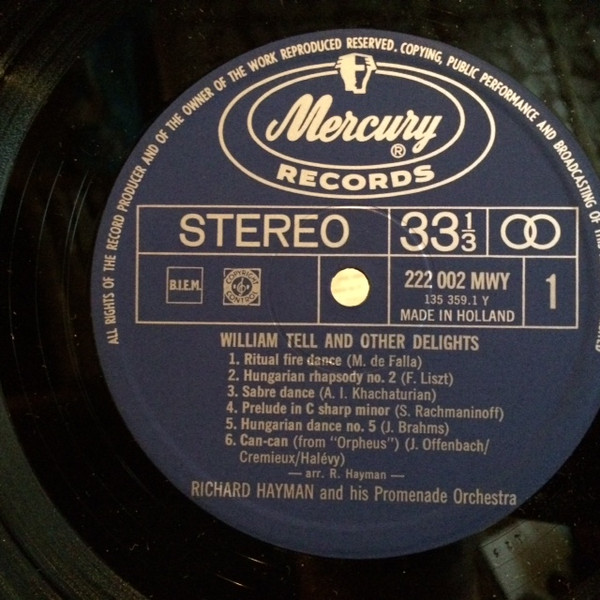 ALL RIGHTS OF THE RECORD PRODUCER AND OF THE OWNER OF THE WORK REPRODUCED RESERVED. COPYING, PUBLIC PERFORMANCE AND BROADCASTING OF
Mercury ®
RECORDS
STEREO
33 1/3
B.I.E.M.
COPYRIGHT CONTROL
222 002 MWY
135 359.1 Y
MADE IN HOLLAND
1
WILLIAM TELL AND OTHER DELIGHTS
1. Ritual fire dance (M. de Falla)
2. Hungarian rhapsody no. 2 (F. Liszt)
3. Sabre dance (A. I. Khachaturian)
4. Prelude in C sharp minor (S. Rachmaninoff)
5. Hungarian dance no. 5 (J. Brahms)
6. Can-can (from "Orpheus") (J. Offenbach/
Cremieux/Halévy)
— arr. R. Hayman —
RICHARD HAYMAN and his Promenade Orchestra